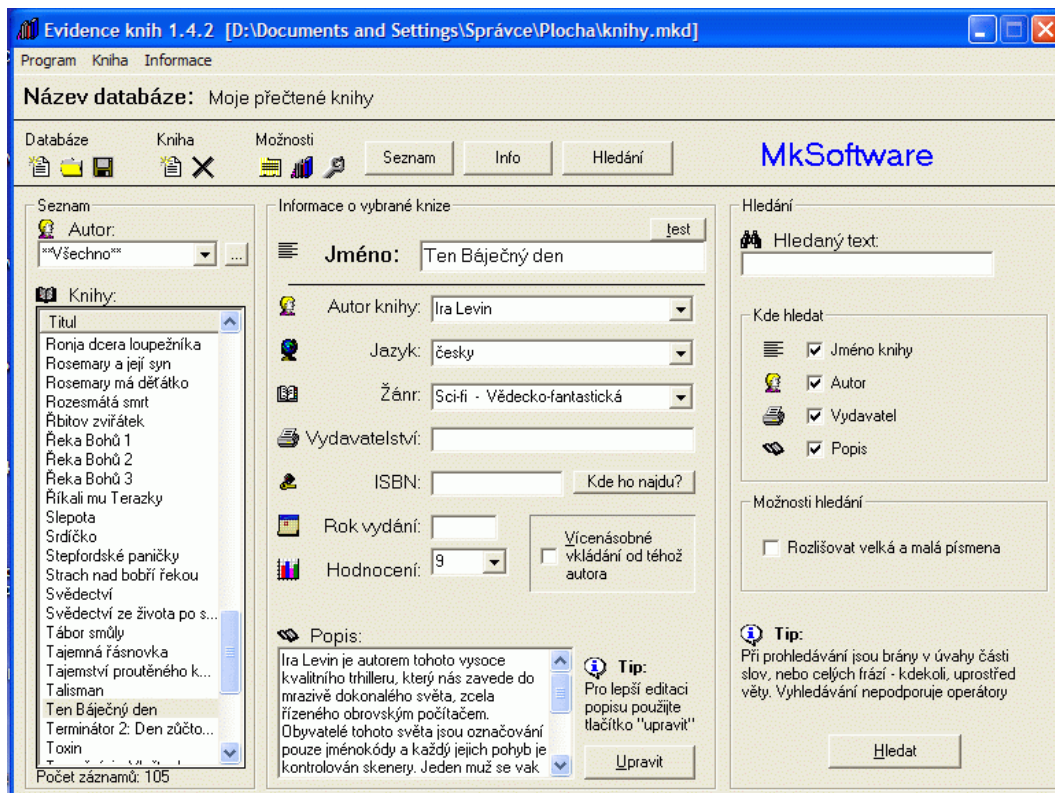 Evidence knih 1.4.2 [D:\Documents and Settings\Správce\Plocha\knihy.mkd]
Program Kniha Informace
Název databáze: Moje přečtené knihy
Databáze Kniha Možnosti
Seznam Info Hledání
MkSoftware
Seznam
Autor:
**Všechno** ...
Knihy:
Titul
Ronja dcera loupežníka
Rosemary a její syn
Rosemary má děťátko
Rozesmátá smrt
Řbitov zviřátek
Řeka Bohů 1
Řeka Bohů 2
Řeka Bohů 3
Říkali mu Terazky
Slepota
Srdíčko
Stepfordské paničky
Strach nad bobří řekou
Svědectví
Svědectví ze života po s...
Tábor smůly
Tajemná řásnovka
Tajemství proutěného k...
Talisman
Ten Báječný den
Terminátor 2: Den zůčto...
Toxin
Počet záznamů: 105
Informace o vybrané knize
test
Jméno: Ten Báječný den
Autor knihy: Ira Levin
Jazyk: česky
Žánr: Sci-fi - Vědecko-fantastická
Vydavatelství:
ISBN: Kde ho najdu?
Rok vydání:
Hodnocení: 9
Vícenásobné
vkládání od téhož
autora
Popis:
Ira Levin je autorem tohoto vysoce
kvalitního trhilleru, který nás zavede do
mrazivě dokonalého světa, zcela
řízeného obrovským počítačem.
Obyvatelé tohoto světa jsou označování
pouze jménokódy a každý jejich pohyb je
kontrolován skenery. Jeden muž se vak
Tip:
Pro lepší editaci
popisu použijte
tlačítko "upravit"
Upravit
Hledání
Hledaný text:
Kde hledat
Jméno knihy
Autor
Vydavatel
Popis
Možnosti hledání
Rozlišovat velká a malá písmena
Tip:
Při prohledávání jsou brány v úvahy části
slov, nebo celých frází - kdekoli, uprostřed
věty. Vyhledávání nepodporuje operátory
Hledat